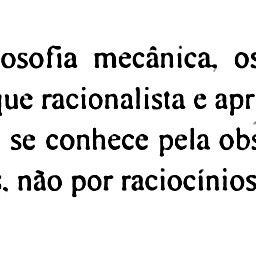 osofia mecânica, os
que racionalista e apr
se conhece pela obs
s, não por raciocínios